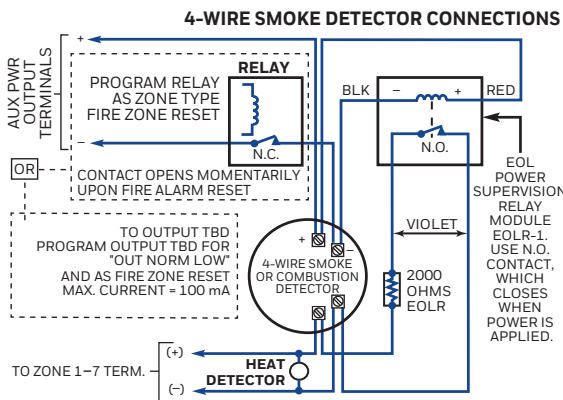 4-WIRE SMOKE DETECTOR CONNECTIONS
AUX PWR
OUTPUT
TERMINALS
+
−
PROGRAM RELAY
AS ZONE TYPE
FIRE ZONE RESET
RELAY
N.C.
CONTACT OPENS MOMENTARILY
UPON FIRE ALARM RESET
OR
TO OUTPUT TBD
PROGRAM OUTPUT TBD FOR
"OUT NORM LOW"
AND AS FIRE ZONE RESET
MAX. CURRENT = 100 mA
BLK
−
+
RED
N.O.
EOL
POWER
SUPERVISION
RELAY
MODULE
EOLR-1.
USE N.O.
CONTACT,
WHICH
CLOSES
WHEN
POWER IS
APPLIED.
VIOLET
2000
OHMS
EOLR
+
−
4-WIRE SMOKE
OR COMBUSTION
DETECTOR
TO ZONE 1–7 TERM.
(+)
(−)
HEAT
DETECTOR